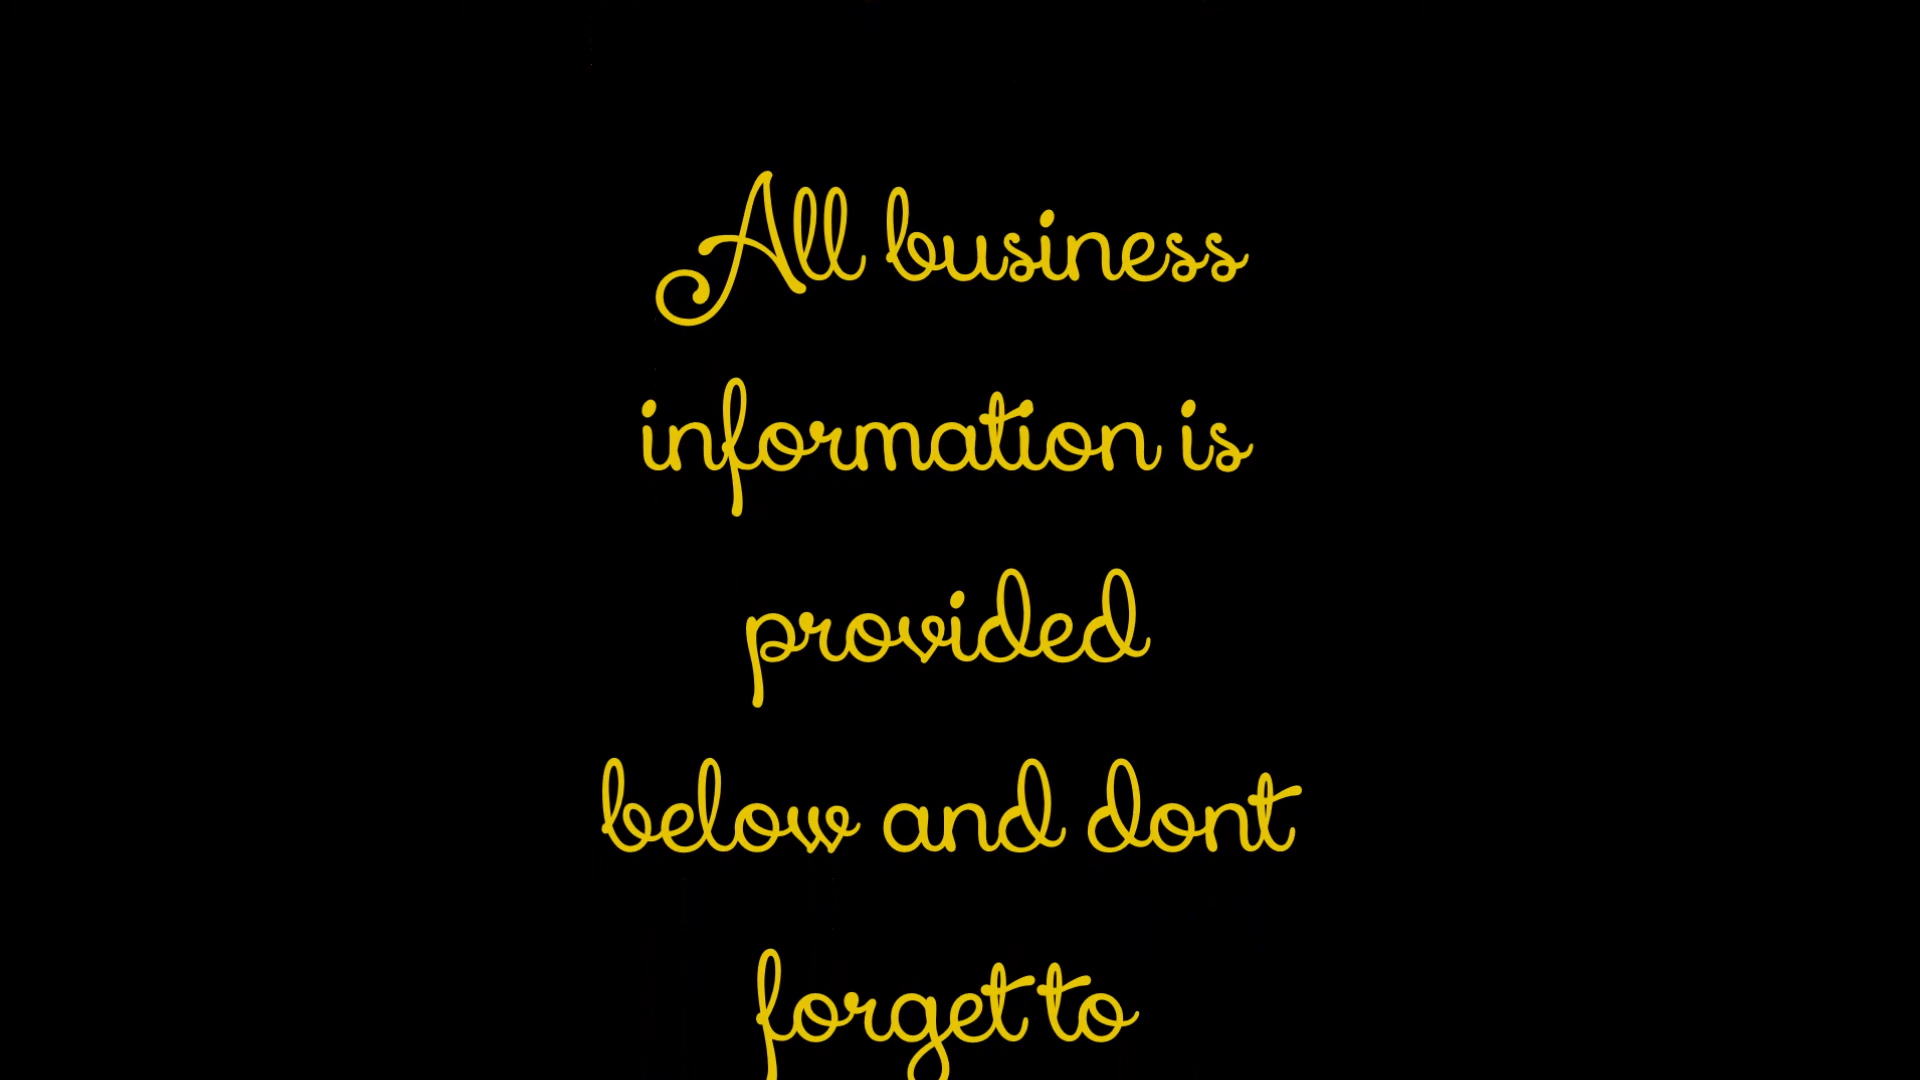 All business
information is
provided
below and dont
forget to